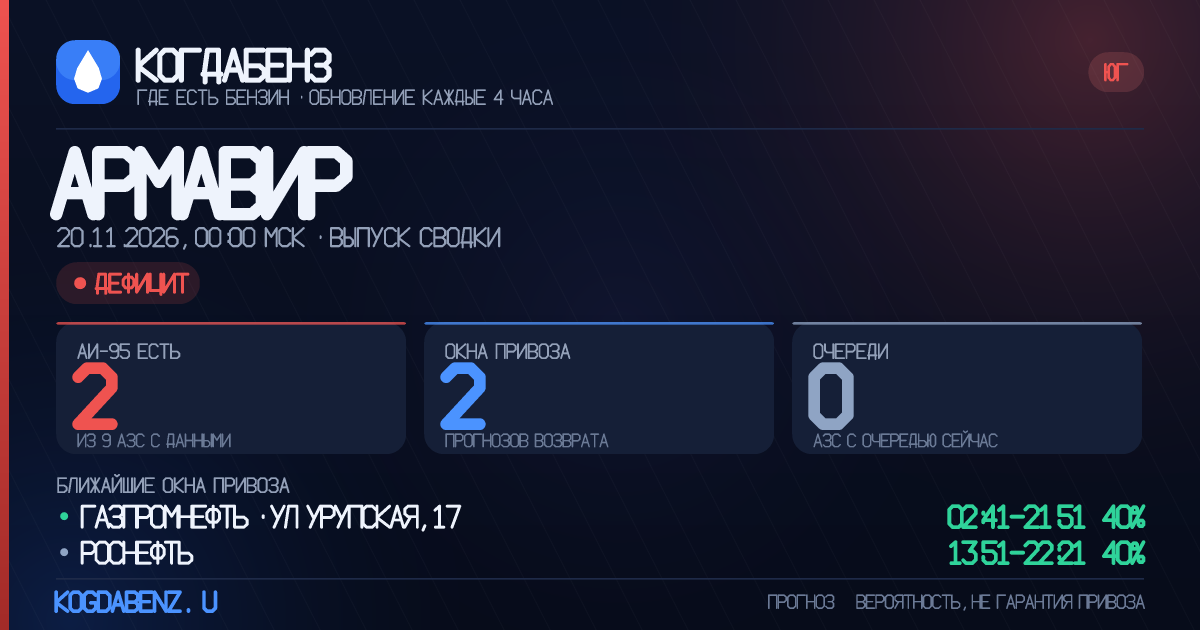 КОГДАБЕНЗ
ГДЕ ЕСТЬ БЕНЗИН · ОБНОВЛЕНИЕ КАЖДЫЕ 4 ЧАСА
ЮГ
АРМАВИР
20.11.2026, 00:00 МСК · ВЫПУСК СВОДКИ
ДЕФИЦИТ
АИ-95 ЕСТЬ
2
ИЗ 9 АЗС С ДАННЫМИ
ОКНА ПРИВОЗА
2
ПРОГНОЗОВ ВОЗВРАТА
ОЧЕРЕДИ
0
АЗС С ОЧЕРЕДЬЮ СЕЙЧАС
БЛИЖАЙШИЕ ОКНА ПРИВОЗА
• ГАЗПРОМНЕФТЬ · УЛ УРУПСКАЯ, 17 02:41–21:51 40%
• РОСНЕФТЬ 13:51–22:21 40%
KOGDABENZ. U
ПРОГНОЗ ВЕРОЯТНОСТЬ, НЕ ГАРАНТИЯ ПРИВОЗА